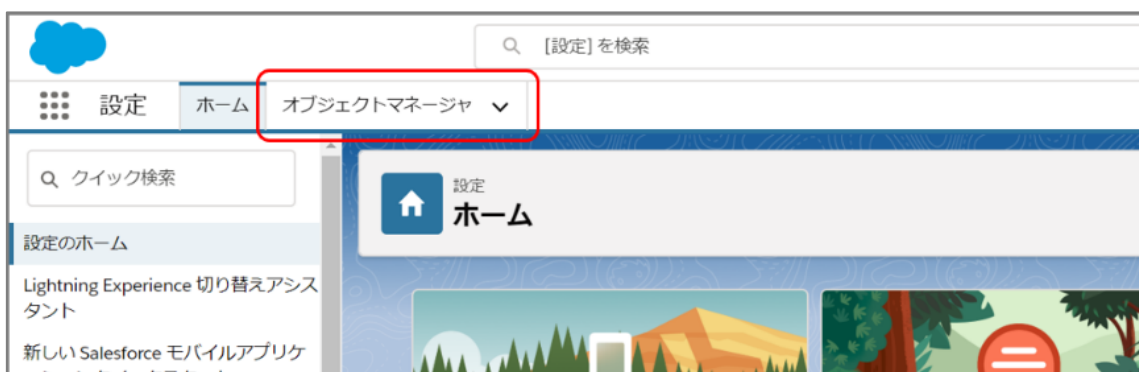 [設定] を検索
設定
ホーム
オブジェクトマネージャ
クイック検索
設定
ホーム
設定のホーム
Lightning Experience 切り替えアシス
タント
新しい Salesforce モバイルアプリケ